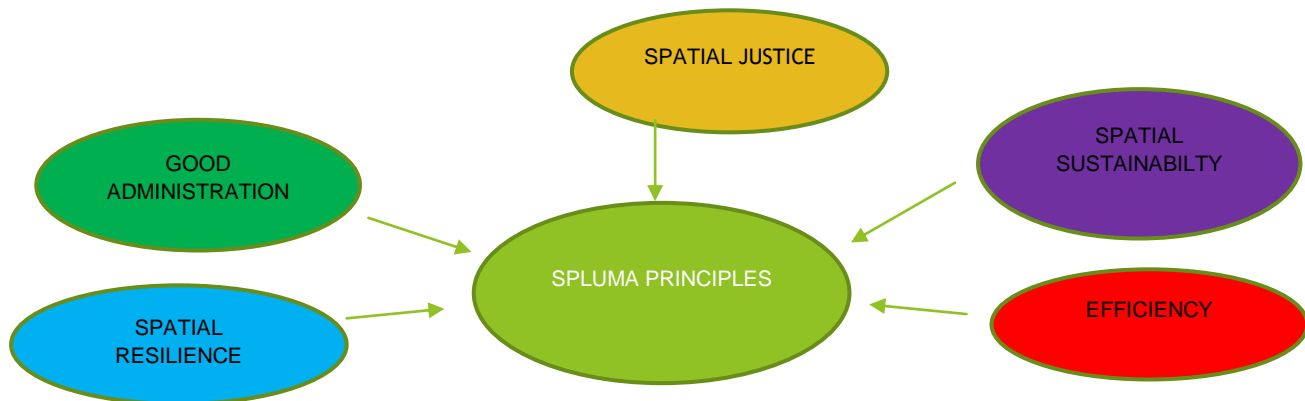 SPATIAL JUSTICE
GOOD
ADMINISTRATION
SPATIAL
SUSTAINABILTY
SPLUMA PRINCIPLES
SPATIAL
RESILIENCE
EFFICIENCY